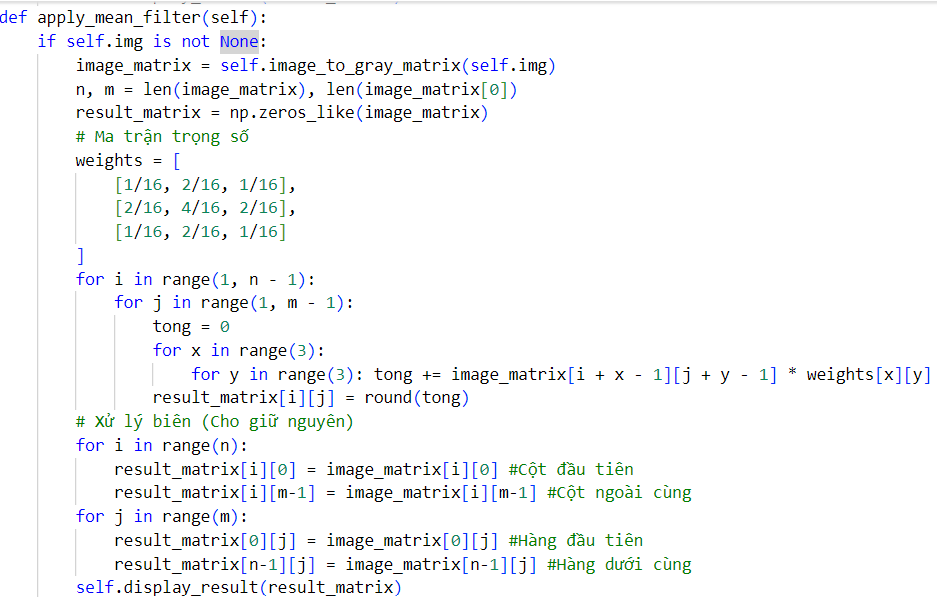 def apply_mean_filter(self):
    if self.img is not None:
        image_matrix = self.image_to_gray_matrix(self.img)
        n, m = len(image_matrix), len(image_matrix[0])
        result_matrix = np.zeros_like(image_matrix)
        # Ma trận trọng số
        weights = [
            [1/16, 2/16, 1/16],
            [2/16, 4/16, 2/16],
            [1/16, 2/16, 1/16]
        ]
        for i in range(1, n - 1):
            for j in range(1, m - 1):
                tong = 0
                for x in range(3):
                    for y in range(3): tong += image_matrix[i + x - 1][j + y - 1] * weights[x][y]
                result_matrix[i][j] = round(tong)
        # Xử lý biên (Cho giữ nguyên)
        for i in range(n):
            result_matrix[i][0] = image_matrix[i][0] #Cột đầu tiên
            result_matrix[i][m-1] = image_matrix[i][m-1] #Cột ngoài cùng
        for j in range(m):
            result_matrix[0][j] = image_matrix[0][j] #Hàng đầu tiên
            result_matrix[n-1][j] = image_matrix[n-1][j] #Hàng dưới cùng
        self.display_result(result_matrix)